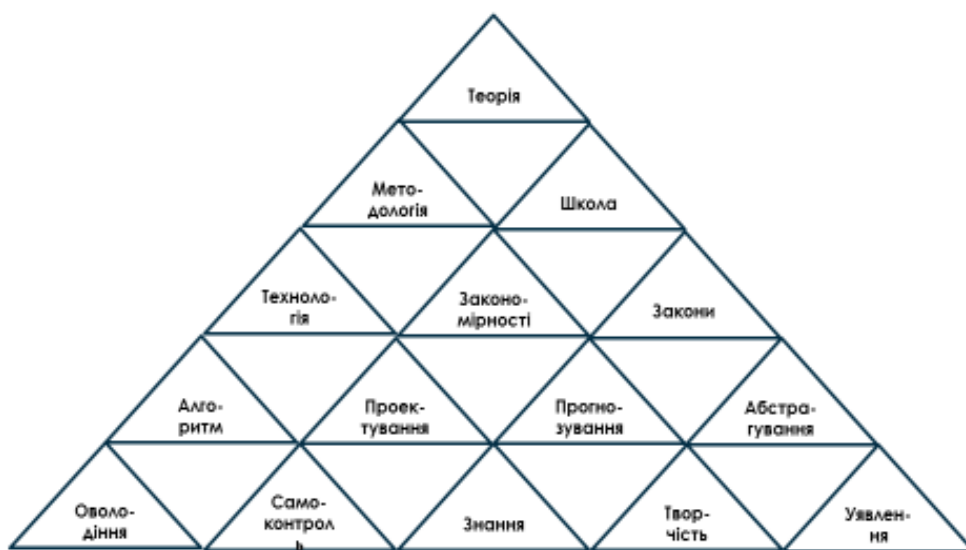 Теорія
Мето-
дологія
Школа
Техноло-
гія
Законо-
мірності
Закони
Алго-
ритм
Проек-
тування
Прогно-
зування
Абстра-
гування
Оволо-
діння
Само-
контрол
ь
Знання
Твор-
чість
Уявлен-
ня